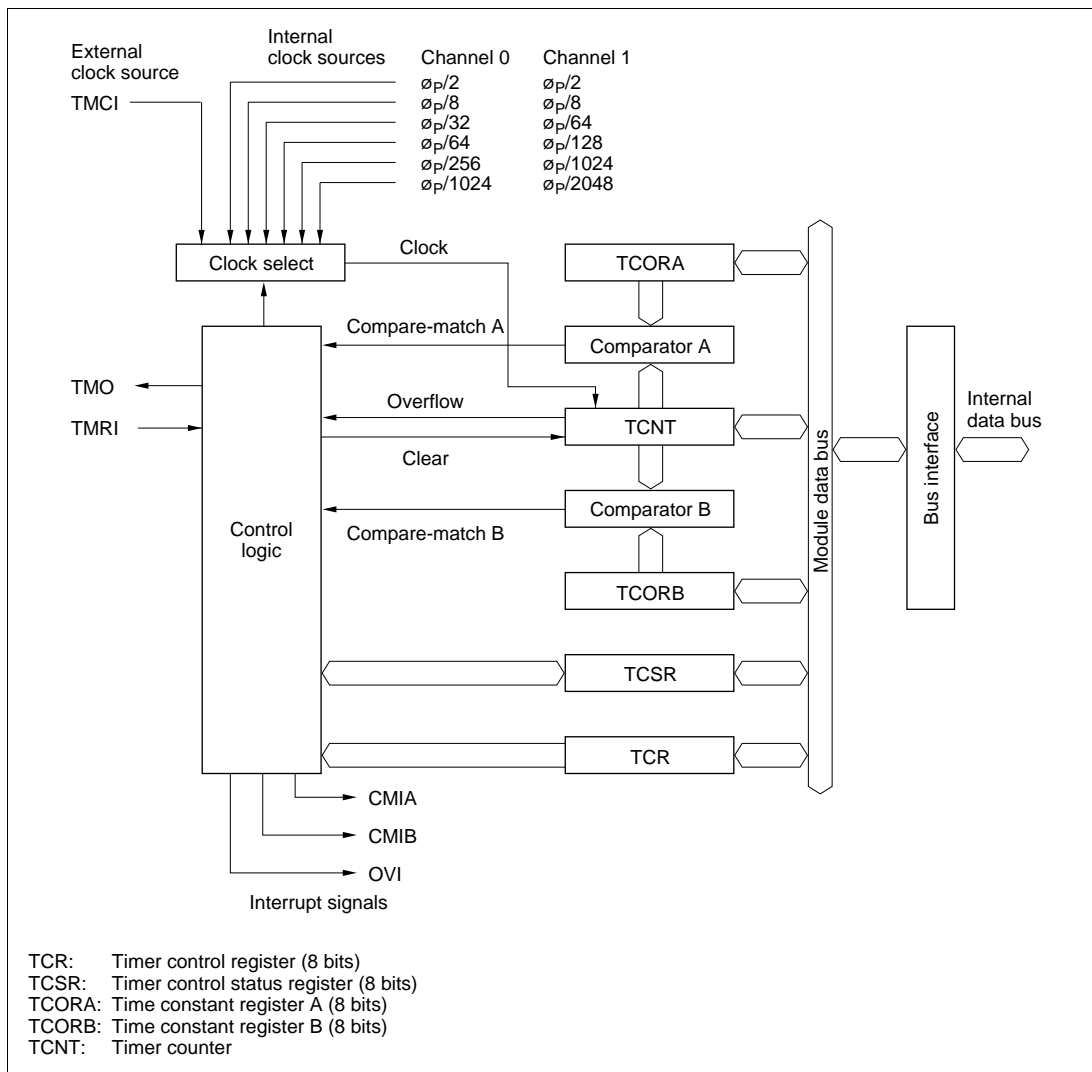 External
clock source
TMCI
Internal
clock sources
Channel 0 Channel 1
øP/2 øP/2
øP/8 øP/8
øP/32 øP/64
øP/64 øP/128
øP/256 øP/1024
øP/1024 øP/2048
Clock select
Clock
TCORA
Compare-match A
Comparator A
TMO
TMRI
Overflow
TCNT
Clear
Comparator B
Compare-match B
Control
logic
TCORB
TCSR
TCR
Module data bus
Bus interface
Internal
data bus
CMIA
CMIB
OVI
Interrupt signals
TCR: Timer control register (8 bits)
TCSR: Timer control status register (8 bits)
TCORA: Time constant register A (8 bits)
TCORB: Time constant register B (8 bits)
TCNT: Timer counter